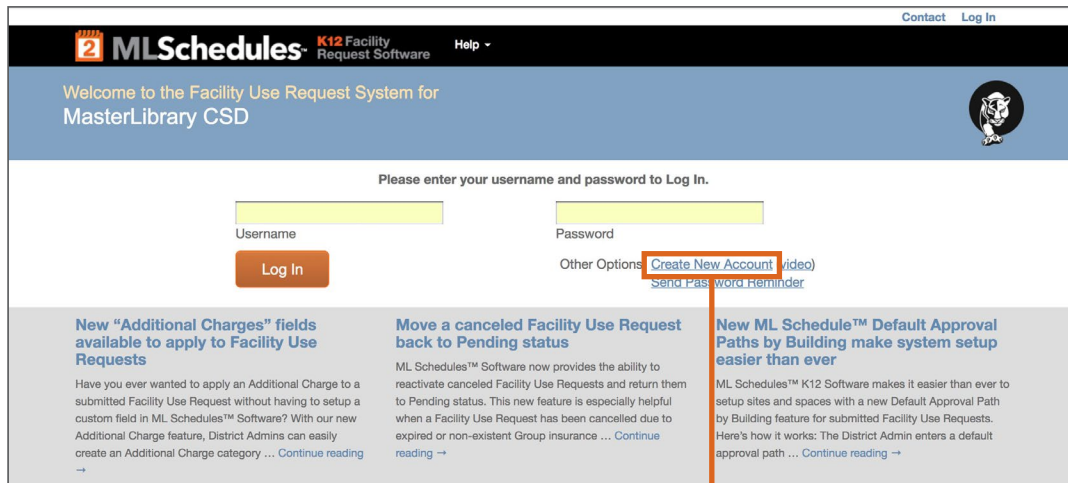 Contact Log In
2 MLSchedules™ K12 Facility
Request Software
Help
Welcome to the Facility Use Request System for
MasterLibrary CSD
Please enter your username and password to Log In.
Username
Password
Log In
Other Options: Create New Account (video)
Send Password Reminder
New “Additional Charges” fields
available to apply to Facility Use
Requests
Have you ever wanted to apply an Additional Charge to a
submitted Facility Use Request without having to setup a
custom field in ML Schedules™ Software? With our new
Additional Charge feature, District Admins can easily
create an Additional Charge category … Continue reading
→
Move a canceled Facility Use Request
back to Pending status
ML Schedules™ Software now provides the ability to
reactivate canceled Facility Use Requests and return them
to Pending status. This new feature is especially helpful
when a Facility Use Request has been cancelled due to
expired or non-existent Group insurance … Continue
reading →
New ML Schedule™ Default Approval
Paths by Building make system setup
easier than ever
ML Schedules™ K12 Software makes it easier than ever to
setup sites and spaces with a new Default Approval Path
by Building feature for submitted Facility Use Requests.
Here’s how it works: The District Admin enters a default
approval path … Continue reading →